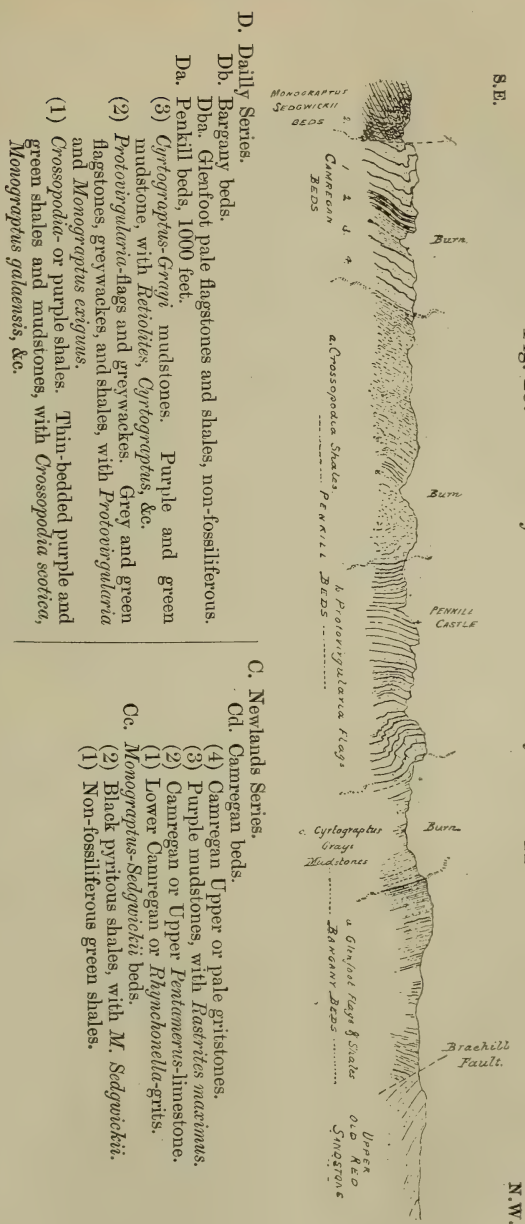 S.E.
N.W
MONOGRAPTUS
SEDGWICKII
BEDS
2.
1 2 3. 4.
CAMREGAN
BEDS
Burn
a. Crossopodia Shales
PENKILL BEDS
Burn
b Protovirgularia Flags
PENKILL
CASTLE
c. Cyrtograptus
Grayi
Mudstones
Burn
a Glenfoot Flags & Shales
BANGANY BEDS
Braehill
Fault.
UPPER
OLD RED
SANDSTONE
D. Dailly Series.
Db. Bargany beds.
Dba. Glenfoot pale flagstones and shales, non-fossiliferous.
Da. Penkill beds, 1000 feet.
(3) Cyrtograptus-Grayi mudstones. Purple and green
mudstone, with Retiolites, Cyrtograptus, &c.
(2) Protovirgularia-flags and greywackes. Grey and green
flagstones, greywackes, and shales, with Protovirgularia
and Monograptus exiguus.
(1) Crossopodia- or purple shales. Thin-bedded purple and
green shales and mudstones, with Crossopodia scotica,
Monograptus galaensis, &c.
C. Newlands Series.
Cd. Camregan beds.
(4) Camregan Upper or pale gritstones.
(3) Purple mudstones, with Rastrites maximus.
(2) Camregan or Upper Pentamerus-limestone.
(1) Lower Camregan or Rhynchonella-grits.
Cc. Monograptus-Sedgwickii beds.
(2) Black pyritous shales, with M. Sedgwickii.
(1) Non-fossiliferous green shales.